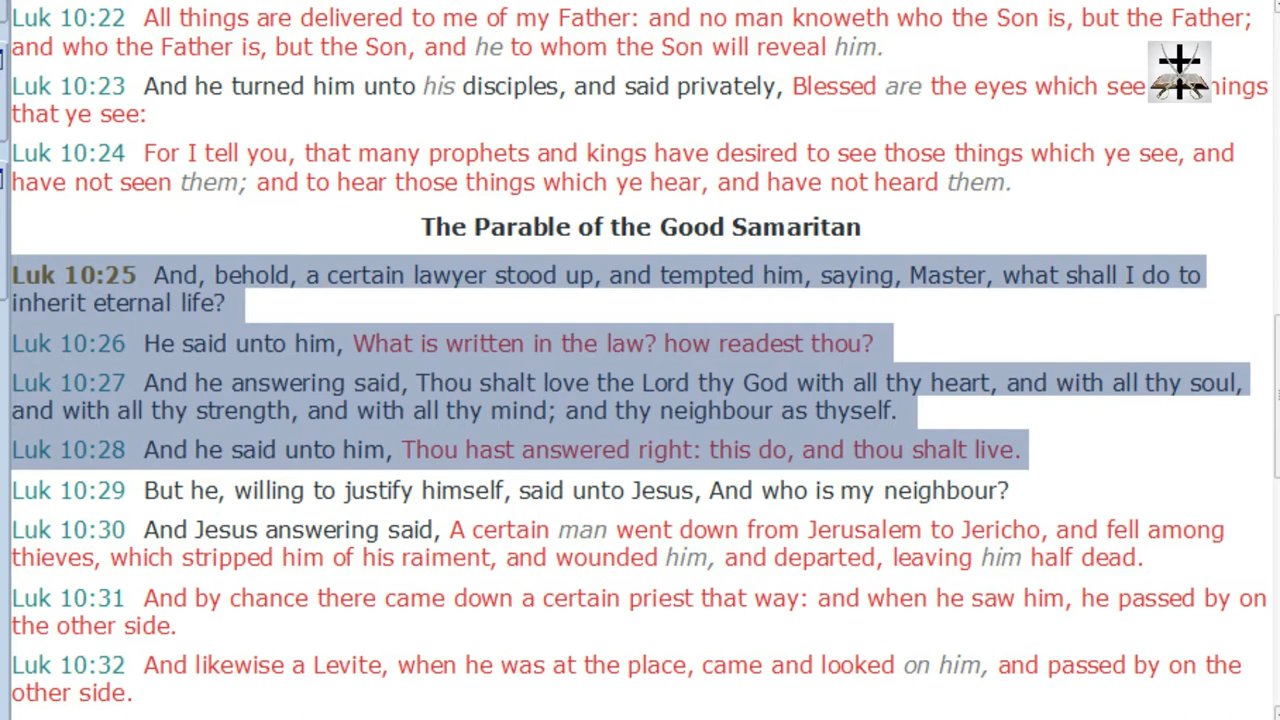 Luk 10:22 All things are delivered to me of my Father: and no man knoweth who the Son is, but the Father;
and who the Father is, but the Son, and he to whom the Son will reveal him.
Luk 10:23 And he turned him unto his disciples, and said privately, Blessed are the eyes which see
that ye see:
Luk 10:24 For I tell you, that many prophets and kings have desired to see those things which ye see, and
have not seen them; and to hear those things which ye hear, and have not heard them.
The Parable of the Good Samaritan
Luk 10:25 And, behold, a certain lawyer stood up, and tempted him, saying, Master, what shall I do to
inherit eternal life?
Luk 10:26 He said unto him, What is written in the law? how readest thou?
Luk 10:27 And he answering said, Thou shalt love the Lord thy God with all thy heart, and with all thy soul,
and with all thy strength, and with all thy mind; and thy neighbour as thyself.
Luk 10:28 And he said unto him, Thou hast answered right: this do, and thou shalt live.
Luk 10:29 But he, willing to justify himself, said unto Jesus, And who is my neighbour?
Luk 10:30 And Jesus answering said, A certain man went down from Jerusalem to Jericho, and fell among
thieves, which stripped him of his raiment, and wounded him, and departed, leaving him half dead.
Luk 10:31 And by chance there came down a certain priest that way: and when he saw him, he passed by on
the other side.
Luk 10:32 And likewise a Levite, when he was at the place, came and looked on him, and passed by on the
other side.